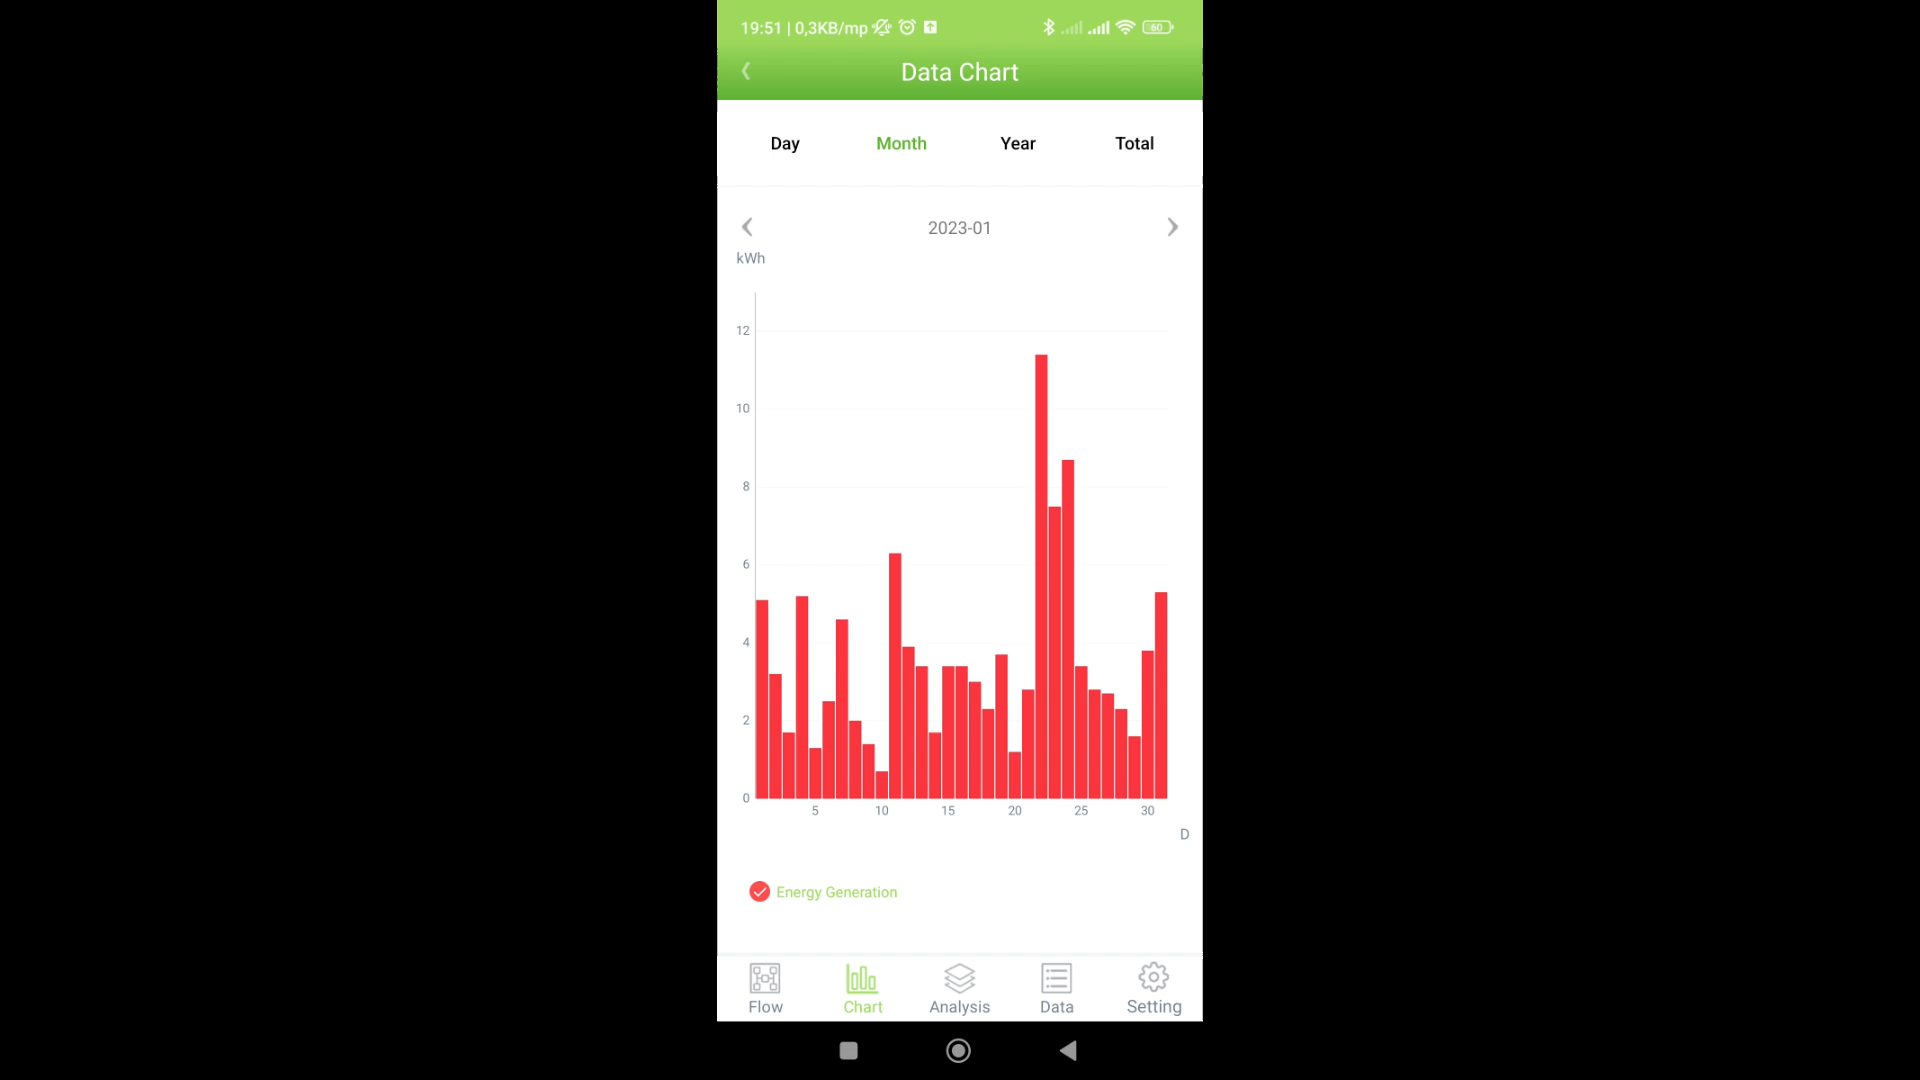 19:51 | 0,3KB/mp 60
Data Chart
Day Month Year Total
2023-01
kWh
12
10
8
6
4
2
0
5 10 15 20 25 30
D
Energy Generation
Flow Chart Analysis Data Setting